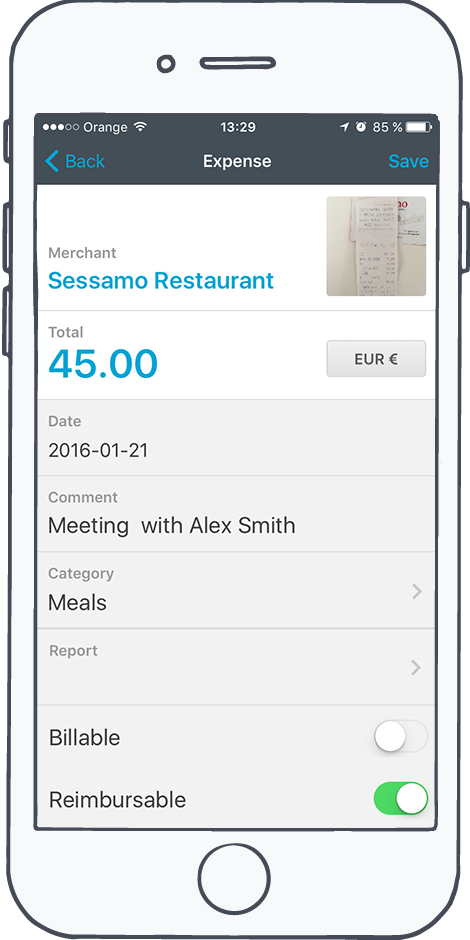 Orange 13:29 85 %
Back Expense Save
Merchant
Sessamo Restaurant
Total
45.00
EUR €
Date
2016-01-21
Comment
Meeting with Alex Smith
Category
Meals
Report
Billable
Reimbursable